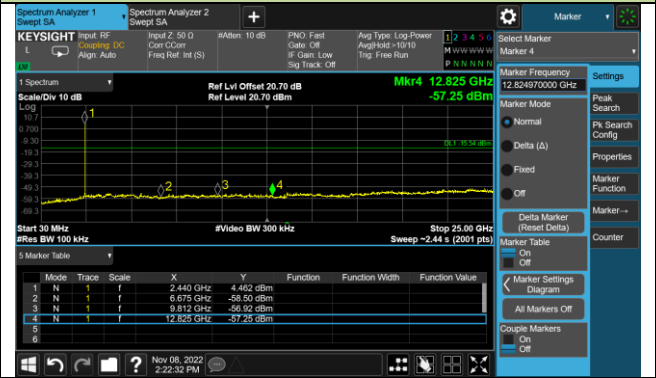 Spectrum Analyzer 1
Swept SA
Spectrum Analyzer 2
Swept SA
+
Marker
KEYSIGHT
L
LXI
Input: RF
Coupling: DC
Align: Auto
Input Z: 50 Ω
Corr CCorr
Freq Ref: Int (S)
#Atten: 10 dB
PNO: Fast
Gate: Off
IF Gain: Low
Sig Track: Off
Avg Type: Log-Power
Avg|Hold:>10/10
Trig: Free Run
1 2 3 4 5 6
M W W W W W
P N N N N N
Select Marker
Marker 4
1 Spectrum
Scale/Div 10 dB
Ref Lvl Offset 20.70 dB
Ref Level 20.70 dBm
Mkr4 12.825 GHz
-57.25 dBm
Log
10.7
0.700
-9.30
-19.3
-29.3
-39.3
-49.3
-59.3
-69.3
1
2
3
4
DL1 -15.54 dBm
Start 30 MHz
#Res BW 100 kHz
#Video BW 300 kHz
Stop 25.00 GHz
Sweep ~2.44 s (2001 pts)
5 Marker Table
Mode Trace Scale X Y Function Function Width Function Value
1 N 1 f 2.440 GHz 4.462 dBm
2 N 1 f 6.675 GHz -58.50 dBm
3 N 1 f 9.812 GHz -56.92 dBm
4 N 1 f 12.825 GHz -57.25 dBm
5
6
Marker Frequency
12.824970000 GHz
Marker Mode
Normal
Delta (Δ)
Fixed
Off
Delta Marker
(Reset Delta)
Marker Table
On
Off
Marker Settings
Diagram
All Markers Off
Couple Markers
On
Off
Settings
Peak
Search
Pk Search
Config
Properties
Marker
Function
Marker→
Counter
?
Nov 08, 2022
2:22:32 PM